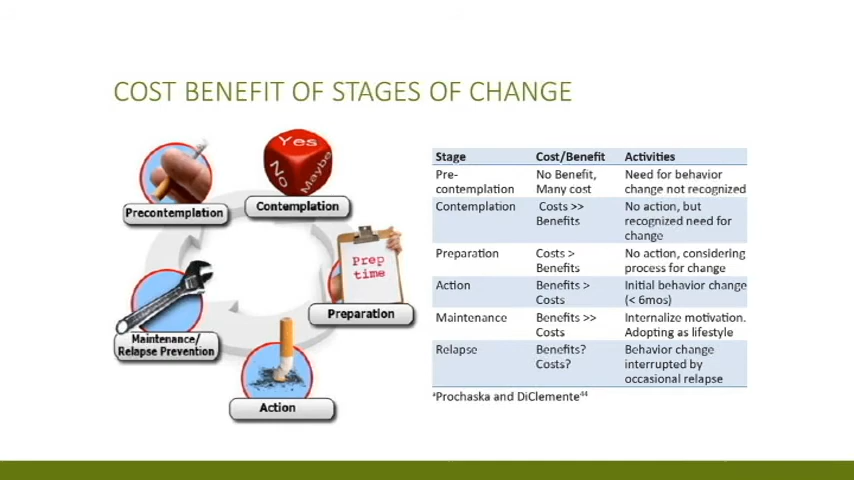 COST BENEFIT OF STAGES OF CHANGE
Yes
No
Maybe
Precontemplation
Contemplation
Prep
time
Preparation
Maintenance/
Relapse Prevention
Action
Stage Cost/Benefit Activities
Pre- No Benefit, Need for behavior
contemplation Many cost change not recognized
Contemplation Costs >> No action, but
Benefits recognized need for
change
Preparation Costs > No action, considering
Benefits process for change
Action Benefits > Initial behavior change
Costs (< 6mos)
Maintenance Benefits >> Internalize motivation.
Costs Adopting as lifestyle
Relapse Benefits? Behavior change
Costs? interrupted by
occasional relapse
ᵃProchaska and DiClemente⁴⁴